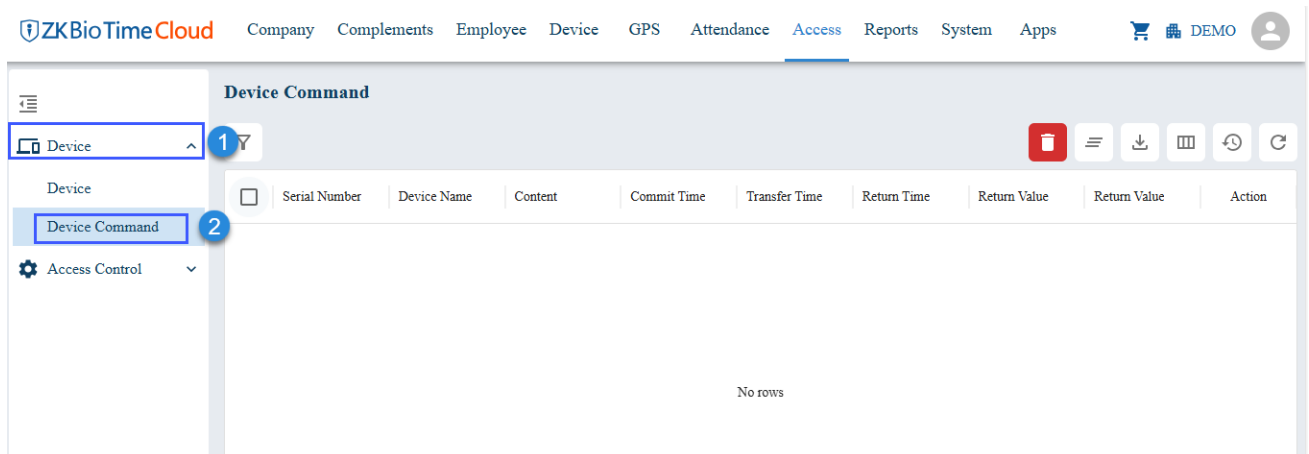 ZKBioTime Cloud Company Complements Employee Device GPS Attendance Access Reports System Apps DEMO
Device Command
Device 1
Device
Device Command 2
Access Control
Serial Number Device Name Content Commit Time Transfer Time Return Time Return Value Return Value Action
No rows